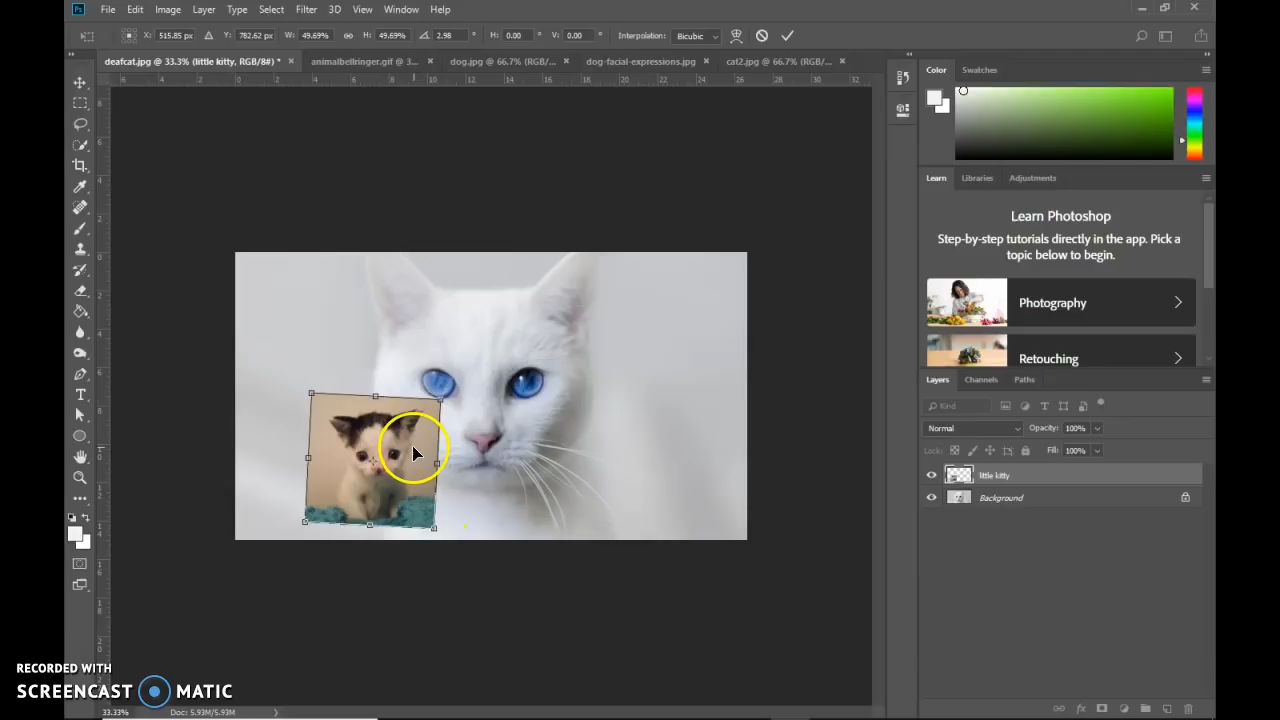 Ps File Edit Image Layer Type Select Filter 3D View Window Help
X: 515.85 px Y: 782.62 px W: 49.69% H: 49.69% 2.98 ° H: 0.00 ° V: 0.00 ° Interpolation: Bicubic
deafcat.jpg @ 33.3% (little kitty, RGB/8#) * × animalbellringer.gif @ 3... × dog.jpg @ 66.7% (RGB/... × dog-facial-expressions.jpg × cat2.jpg @ 66.7% (RGB/... ×
Color Swatches
Learn Libraries Adjustments
Learn Photoshop
Step-by-step tutorials directly in the app. Pick a
topic below to begin.
Photography
Retouching
Layers Channels Paths
Kind
Normal Opacity: 100%
Lock: Fill: 100%
little kitty
Background
RECORDED WITH
SCREENCAST MATIC
33.33% Doc: 5.93M/5.93M